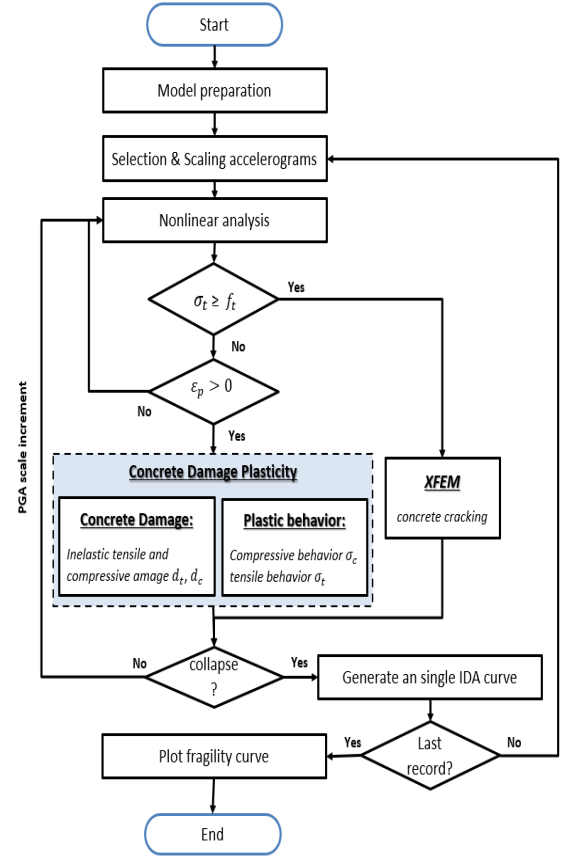 Start
Model preparation
Selection & Scaling accelerograms
Nonlinear analysis
σt ≥ ft
Yes
No
εp > 0
No
Yes
PGA scale increment
Concrete Damage Plasticity
Concrete Damage:
Inelastic tensile and
compressive amage dt, dc
Plastic behavior:
Compressive behavior σc
tensile behavior σt
XFEM
concrete cracking
collapse
?
No
Yes
Generate an single IDA curve
Last
record?
Yes
No
Plot fragility curve
End